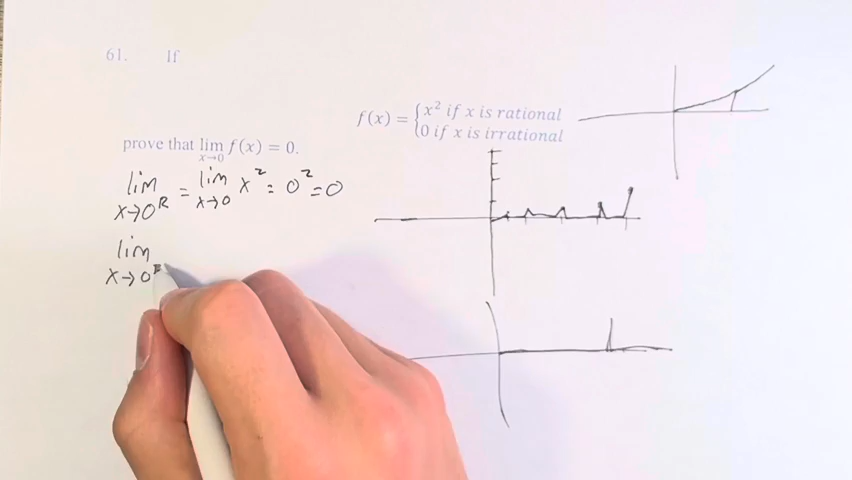 61. If
f(x) = {x² if x is rational
0 if x is irrational
prove that lim f(x) = 0.
x→0
lim = lim x² = 0² = 0
x→0ᴿ x→0
lim
x→0